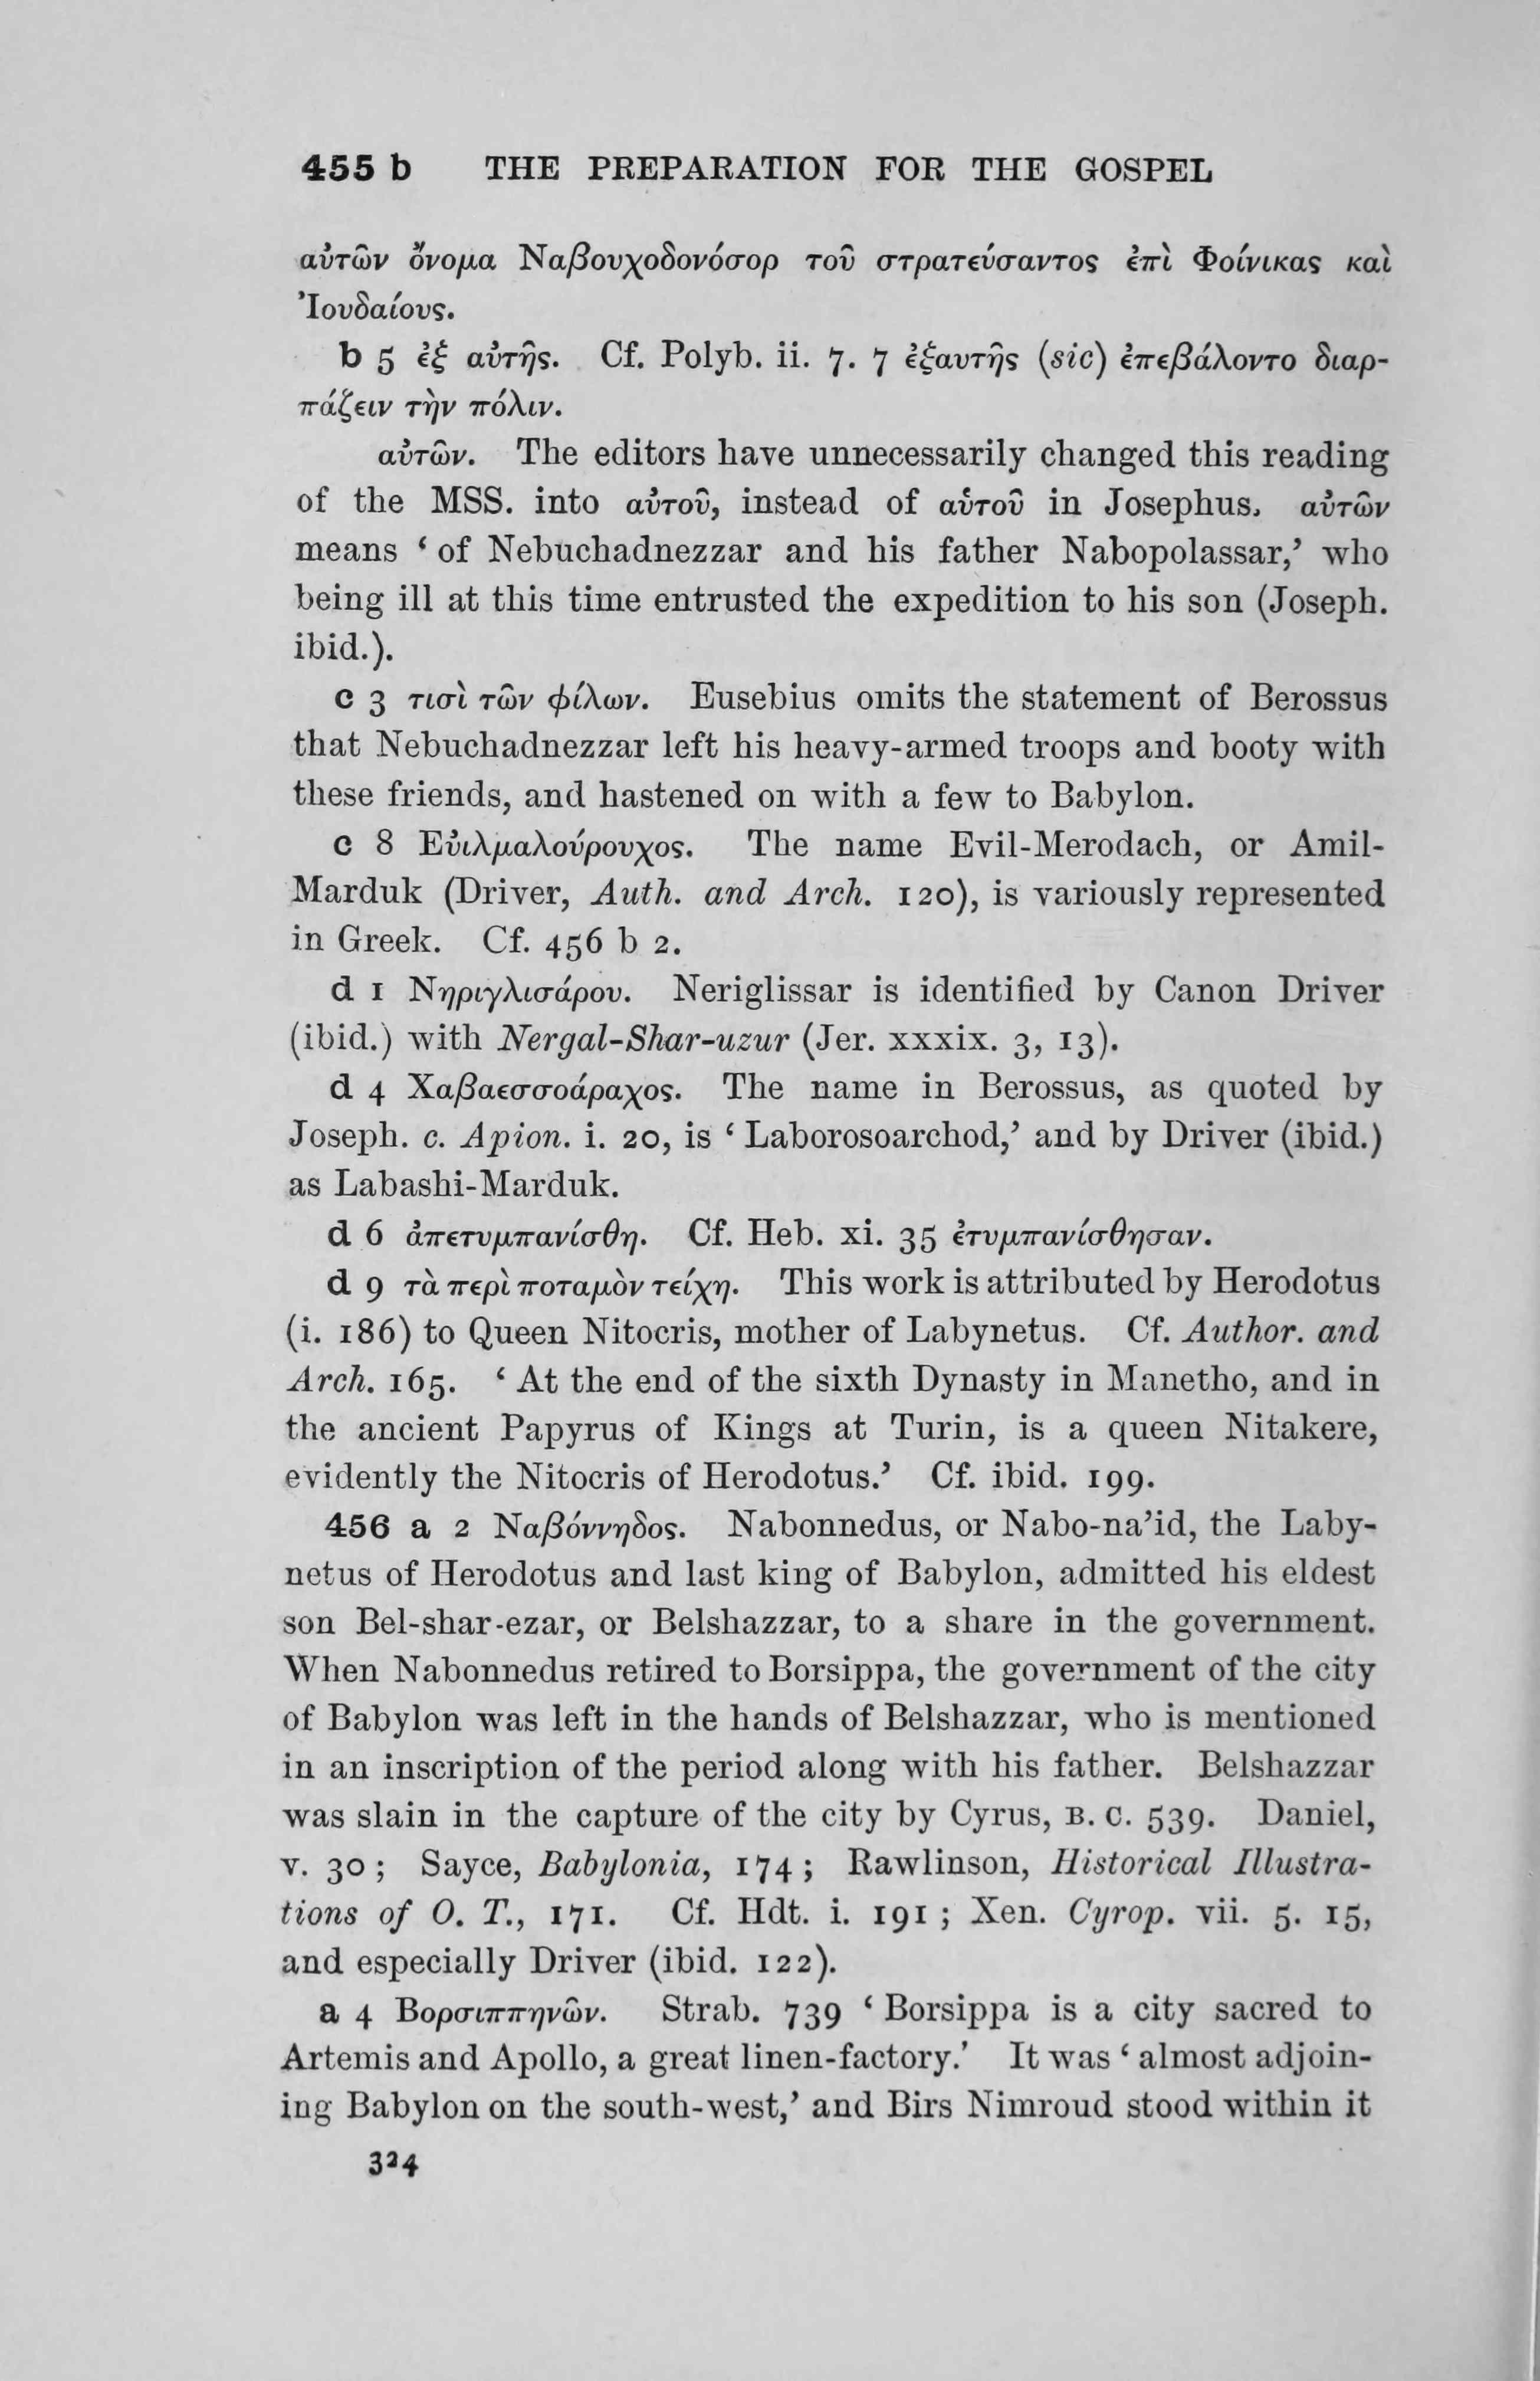 455 b THE PREPARATION FOR THE GOSPEL
αὐτῶν ὄνομα Ναβουχοδονόσορ τοῦ στρατεύσαντος ἐπὶ Φοίνικας καὶ
Ἰουδαίους.
b 5 ἐξ αὐτῆς. Cf. Polyb. ii. 7. 7 ἐξαυτῆς (sic) ἐπεβάλοντο διαρ-
πάζειν τὴν πόλιν.
αὐτῶν. The editors have unnecessarily changed this reading
of the MSS. into αὐτοῦ, instead of αὑτοῦ in Josephus. αὐτῶν
means ‘ of Nebuchadnezzar and his father Nabopolassar,’ who
being ill at this time entrusted the expedition to his son (Joseph.
ibid.).
c 3 τισὶ τῶν φίλων. Eusebius omits the statement of Berossus
that Nebuchadnezzar left his heavy-armed troops and booty with
these friends, and hastened on with a few to Babylon.
c 8 Εὐιλμαλούρουχος. The name Evil-Merodach, or Amil-
Marduk (Driver, Auth. and Arch. 120), is variously represented
in Greek. Cf. 456 b 2.
d 1 Νηριγλισάρου. Neriglissar is identified by Canon Driver
(ibid.) with Nergal-Shar-uzur (Jer. xxxix. 3, 13).
d 4 Χαβαεσσοάραχος. The name in Berossus, as quoted by
Joseph. c. Apion. i. 20, is ‘ Laborosoarchod,’ and by Driver (ibid.)
as Labashi-Marduk.
d 6 ἀπετυμπανίσθη. Cf. Heb. xi. 35 ἐτυμπανίσθησαν.
d 9 τὰ περὶ ποταμὸν τείχη. This work is attributed by Herodotus
(i. 186) to Queen Nitocris, mother of Labynetus. Cf. Author. and
Arch. 165. ‘ At the end of the sixth Dynasty in Manetho, and in
the ancient Papyrus of Kings at Turin, is a queen Nitakere,
evidently the Nitocris of Herodotus.’ Cf. ibid. 199.
456 a 2 Ναβόννηδος. Nabonnedus, or Nabo-na’id, the Laby-
netus of Herodotus and last king of Babylon, admitted his eldest
son Bel-shar-ezar, or Belshazzar, to a share in the government.
When Nabonnedus retired to Borsippa, the government of the city
of Babylon was left in the hands of Belshazzar, who is mentioned
in an inscription of the period along with his father. Belshazzar
was slain in the capture of the city by Cyrus, B. C. 539. Daniel,
v. 30 ; Sayce, Babylonia, 174 ; Rawlinson, Historical Illustra-
tions of O. T., 171. Cf. Hdt. i. 191 ; Xen. Cyrop. vii. 5. 15,
and especially Driver (ibid. 122).
a 4 Βορσιππηνῶν. Strab. 739 ‘ Borsippa is a city sacred to
Artemis and Apollo, a great linen-factory.’ It was ‘ almost adjoin-
ing Babylon on the south-west,’ and Birs Nimroud stood within it
324